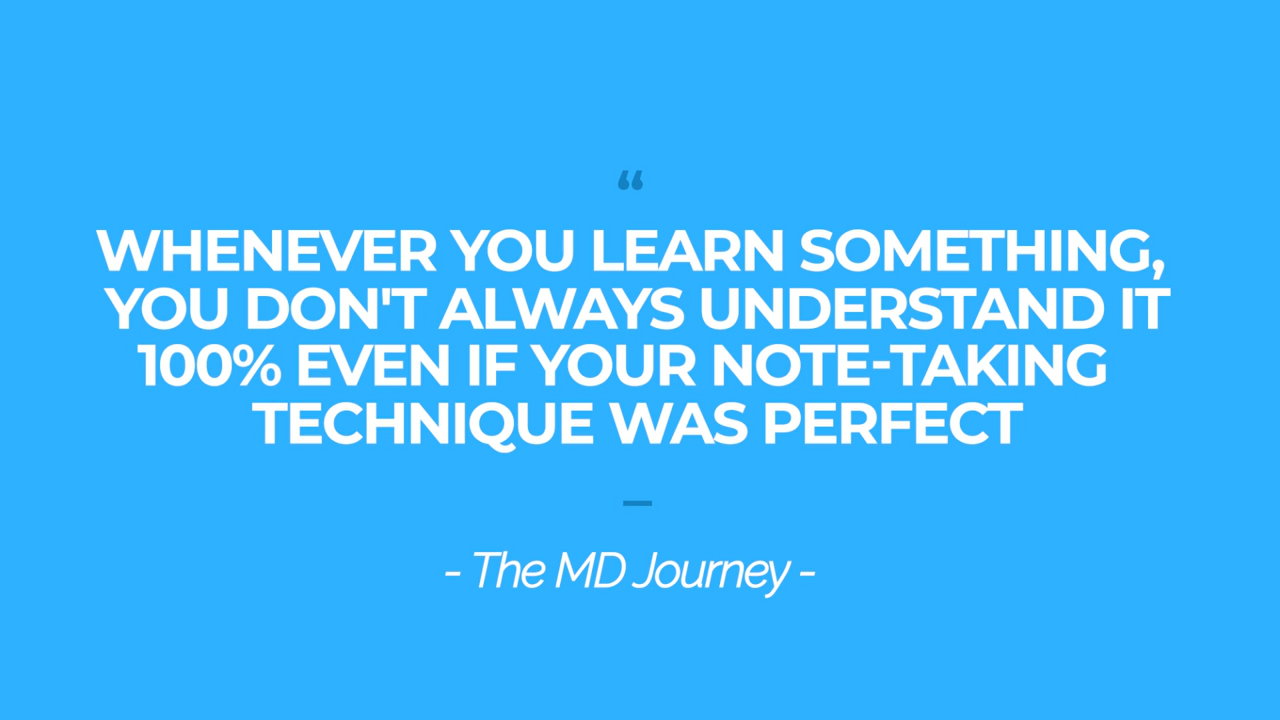 “
WHENEVER YOU LEARN SOMETHING,
YOU DON'T ALWAYS UNDERSTAND IT
100% EVEN IF YOUR NOTE-TAKING
TECHNIQUE WAS PERFECT
- The MD Journey -